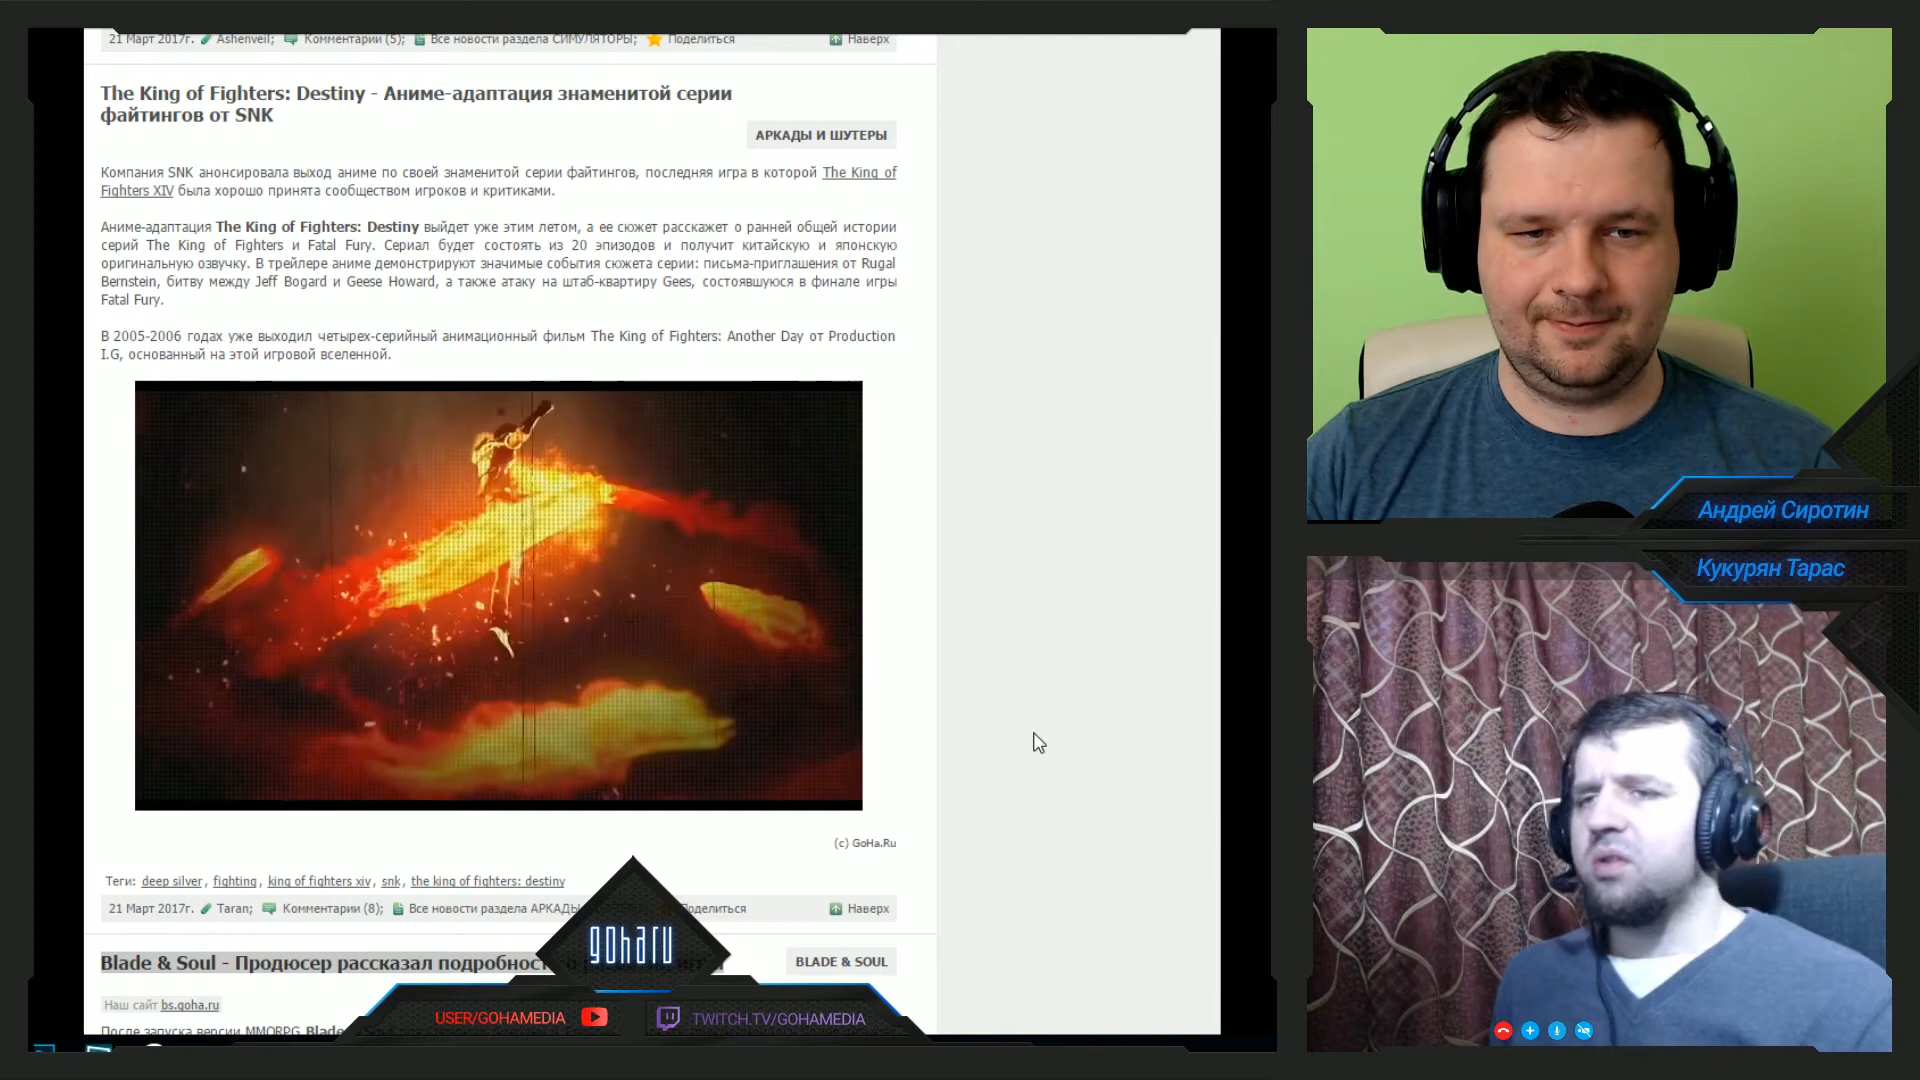 21 Март 2017г. Ashenveil; Комментарии (5); Все новости раздела СИМУЛЯТОРЫ; Поделиться Наверх
The King of Fighters: Destiny - Аниме-адаптация знаменитой серии
файтингов от SNK
АРКАДЫ И ШУТЕРЫ
Компания SNK анонсировала выход аниме по своей знаменитой серии файтингов, последняя игра в которой The King of
Fighters XIV была хорошо принята сообществом игроков и критиками.
Аниме-адаптация The King of Fighters: Destiny выйдет уже этим летом, а ее сюжет расскажет о ранней общей истории
серий The King of Fighters и Fatal Fury. Сериал будет состоять из 20 эпизодов и получит китайскую и японскую
оригинальную озвучку. В трейлере аниме демонстрируют значимые события сюжета серии: письма-приглашения от Rugal
Bernstein, битву между Jeff Bogard и Geese Howard, а также атаку на штаб-квартиру Gees, состоявшуюся в финале игры
Fatal Fury.
В 2005-2006 годах уже выходил четырех-серийный анимационный фильм The King of Fighters: Another Day от Production
I.G, основанный на этой игровой вселенной.
(c) GoHa.Ru
Теги: deep silver, fighting, king of fighters xiv, snk, the king of fighters: destiny
21 Март 2017г. Taran; Комментарии (8); Все новости раздела АРКАДЫ Поделиться Наверх
Blade & Soul - Продюсер рассказал подробност
BLADE & SOUL
Наш сайт bs.goha.ru
После запуска версии MMORPG Blade
goharu
USER/GOHAMEDIA
TWITCH.TV/GOHAMEDIA
Андрей Сиротин
Кукурян Тарас